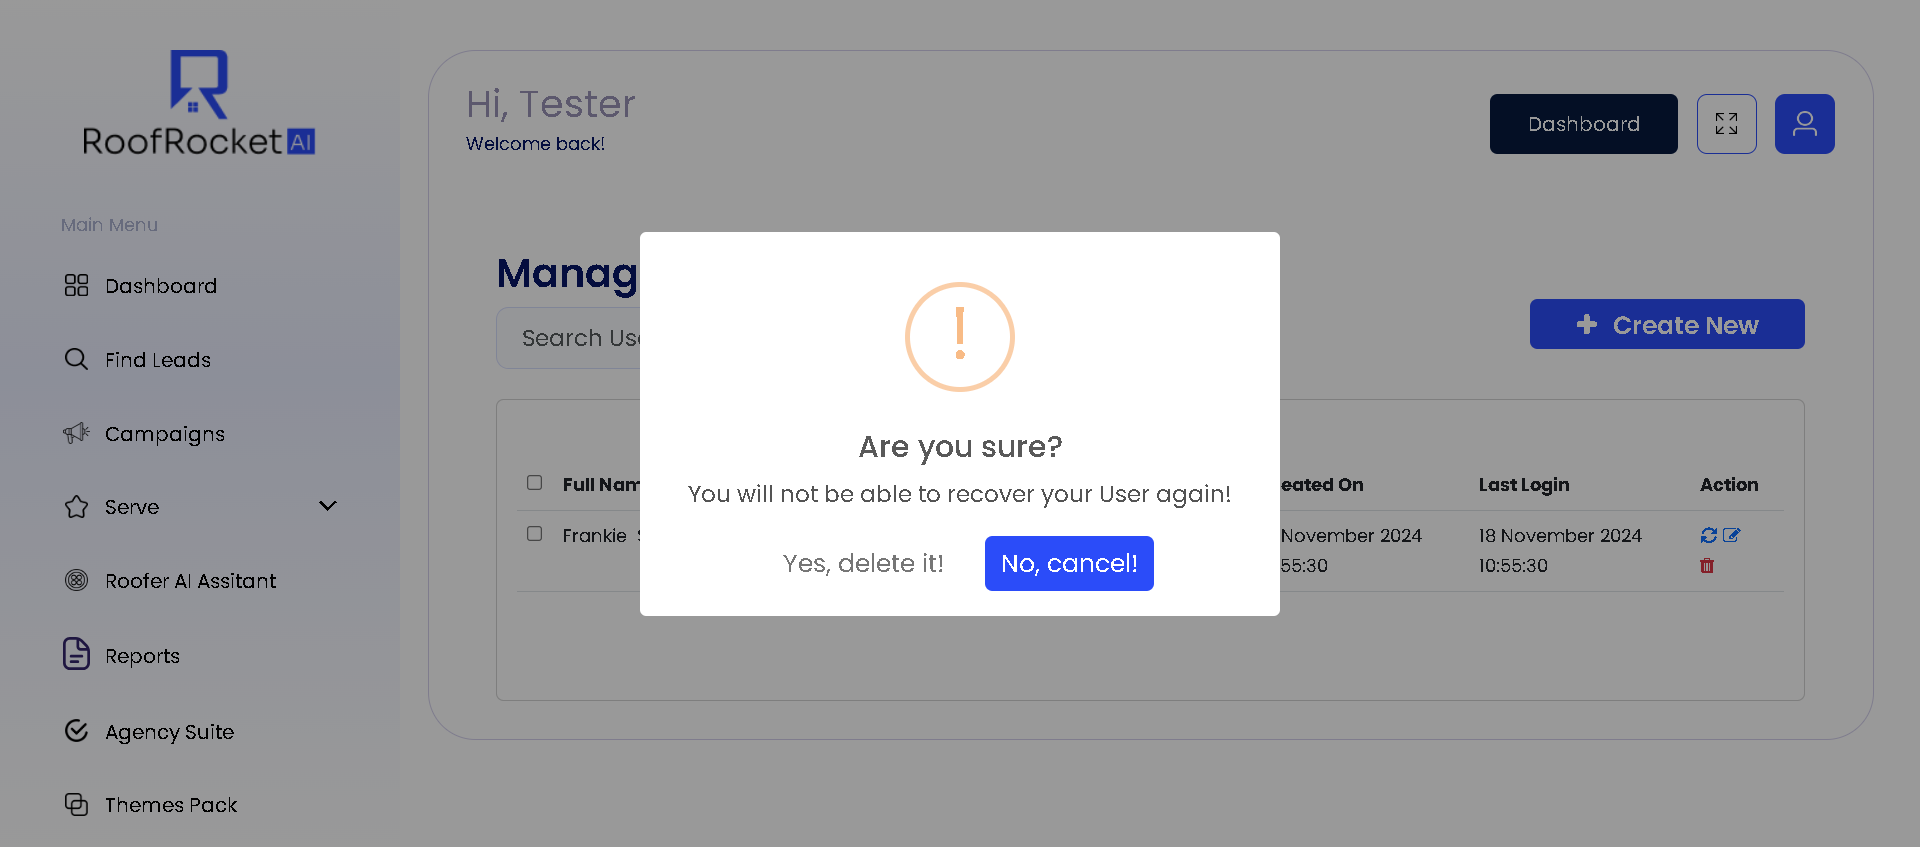 RoofRocket AI
Main Menu
Dashboard
Find Leads
Campaigns
Serve
Roofer AI Assitant
Reports
Agency Suite
Themes Pack
Hi, Tester
Welcome back!
Dashboard
Manag
Search Us
Create New
Full Nam
eated On
Last Login
Action
Frankie
November 2024
55:30
18 November 2024
10:55:30
!
Are you sure?
You will not be able to recover your User again!
Yes, delete it!
No, cancel!